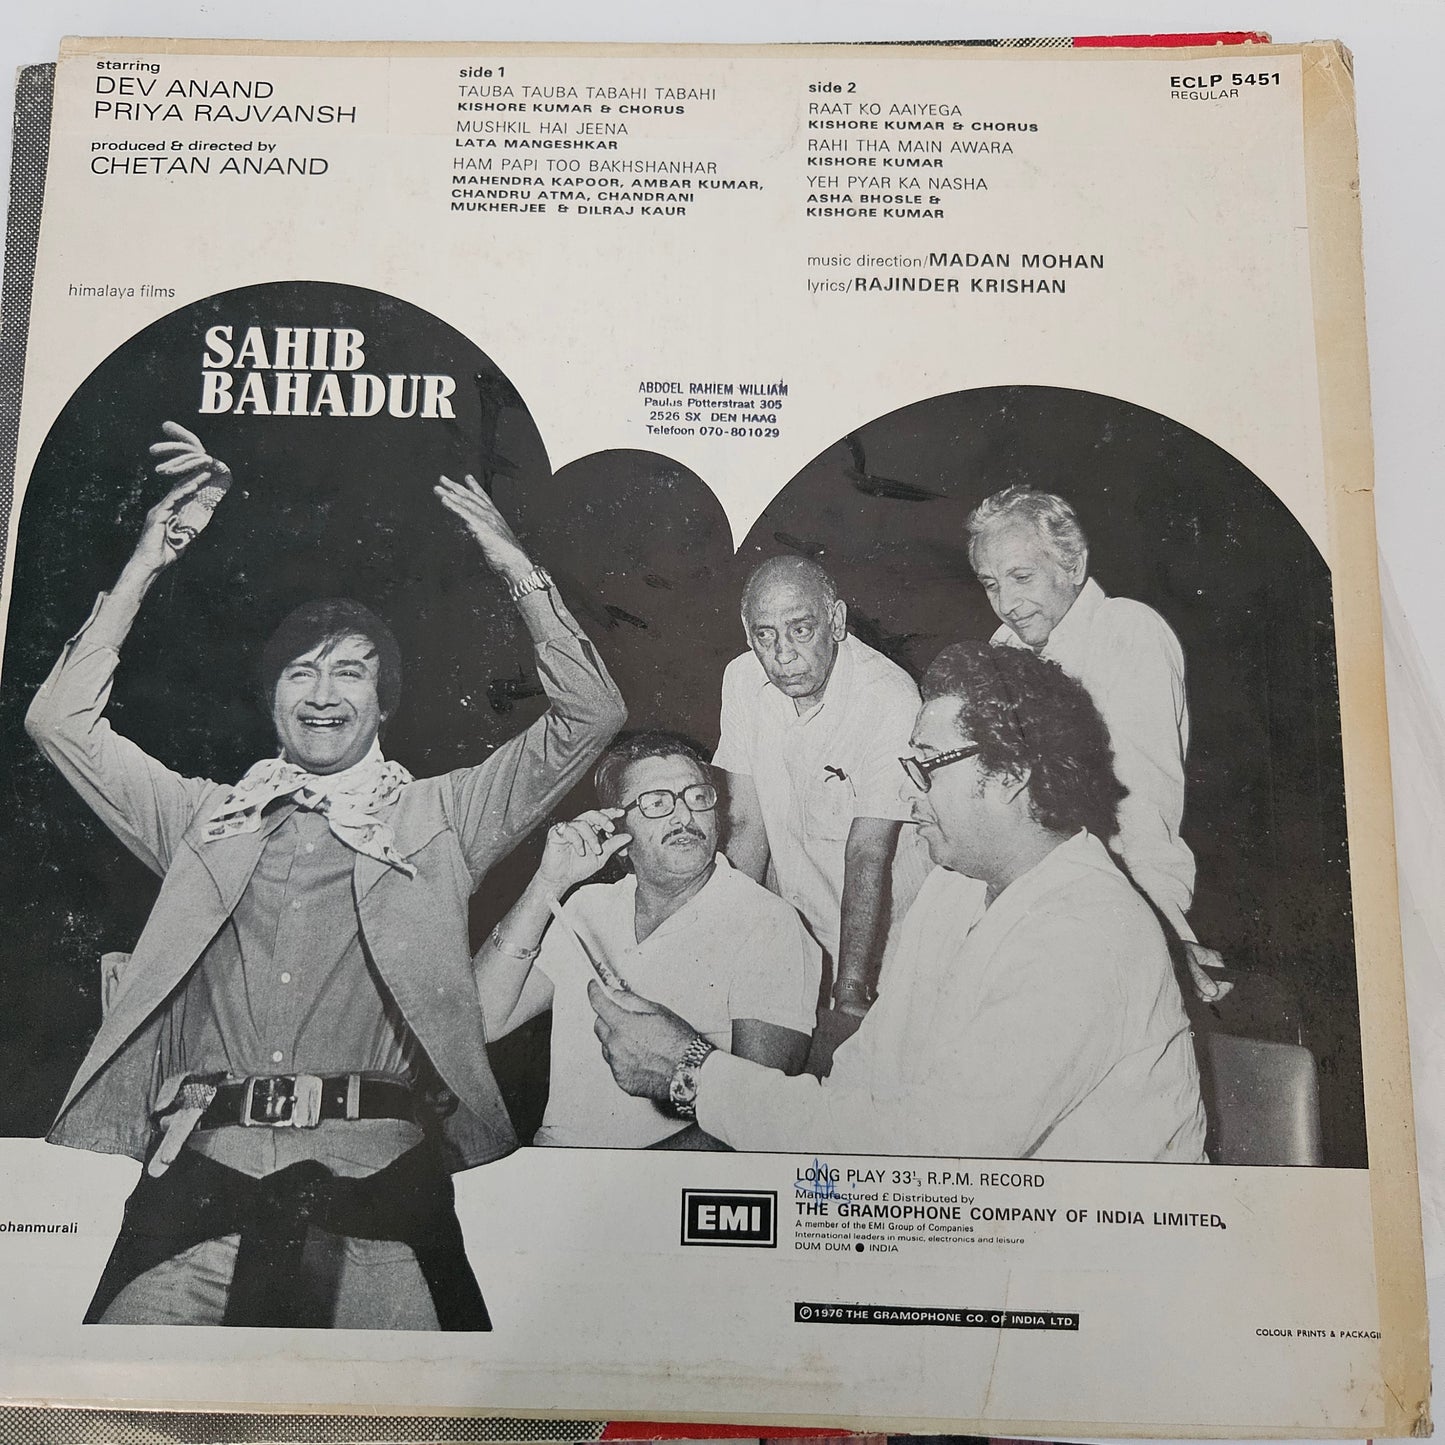 starring
DEV ANAND
PRIYA RAJVANSH
produced & directed by
CHETAN ANAND
side 1
TAUBA TAUBA TABAHI TABAHI
KISHORE KUMAR & CHORUS
MUSHKIL HAI JEENA
LATA MANGESHKAR
HAM PAPI TOO BAKHSHANHAR
MAHENDRA KAPOOR, AMBAR KUMAR,
CHANDRU ATMA, CHANDRANI
MUKHERJEE & DILRAJ KAUR
side 2
RAAT KO AAIYEGA
KISHORE KUMAR & CHORUS
RAHI THA MAIN AWARA
KISHORE KUMAR
YEH PYAR KA NASHA
ASHA BHOSLE &
KISHORE KUMAR
music direction/MADAN MOHAN
lyrics/RAJINDER KRISHAN
ECLP 5451
REGULAR
himalaya films
SAHIB
BAHADUR
ABDOEL RAHIEM WILLIAM
Paulus Potterstraat 305
2526 SX DEN HAAG
Telefoon 070-801029
ohanmurali
EMI
LONG PLAY 33⅓ R.P.M. RECORD
Manufactured £ Distributed by
THE GRAMOPHONE COMPANY OF INDIA LIMITED,
A member of the EMI Group of Companies
International leaders in music, electronics and leisure
DUM DUM ● INDIA
℗ 1976 THE GRAMOPHONE CO. OF INDIA LTD.
COLOUR PRINTS & PACKAGI